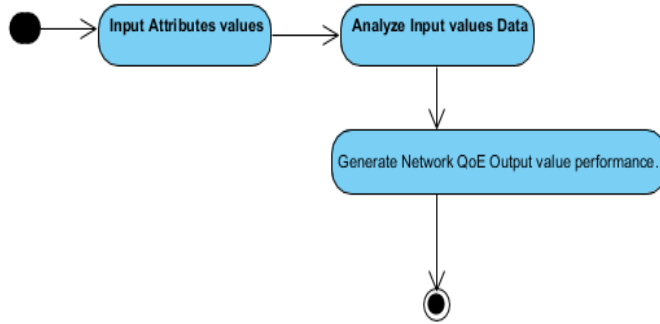 Input Attributes values
Analyze Input values Data
Generate Network QoE Output value performance.